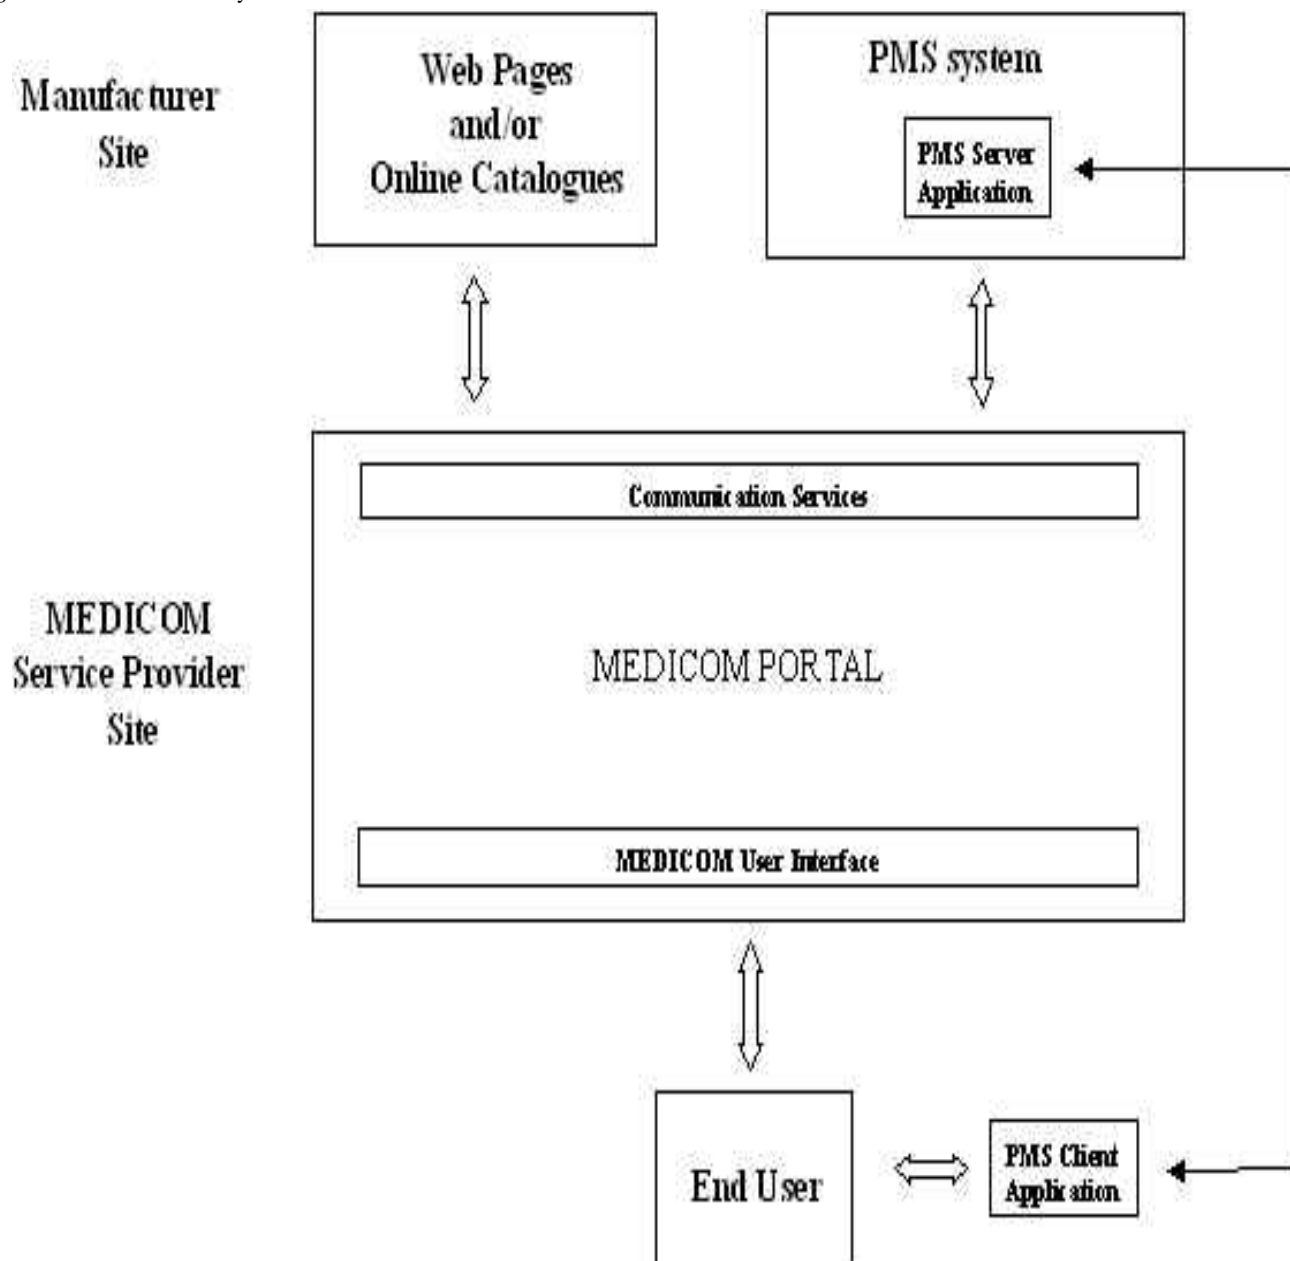 Manufacturer
Site
Web Pages
and/or
Online Catalogues
PMS system
PMS Server
Application
MEDICOM
Service Provider
Site
Communication Services
MEDICOM PORTAL
MEDICOM User Interface
End User
PMS Client
Application